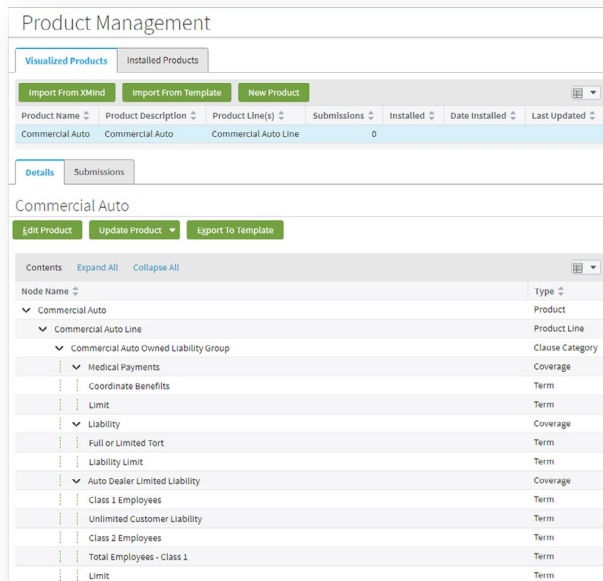 Product Management
Visualized Products Installed Products
Import From XMind Import From Template New Product
Product Name Product Description Product Line(s) Submissions Installed Date Installed Last Updated
Commercial Auto Commercial Auto Commercial Auto Line 0
Details Submissions
Commercial Auto
Edit Product Update Product Export To Template
Contents Expand All Collapse All
Node Name Type
Commercial Auto Product
Commercial Auto Line Product Line
Commercial Auto Owned Liability Group Clause Category
Medical Payments Coverage
Coordinate Benefilts Term
Limit Term
Liability Coverage
Full or Limited Tort Term
Liability Limit Term
Auto Dealer Limited Liability Coverage
Class 1 Employees Term
Unlimited Customer Liability Term
Class 2 Employees Term
Total Employees - Class 1 Term
Limit Term